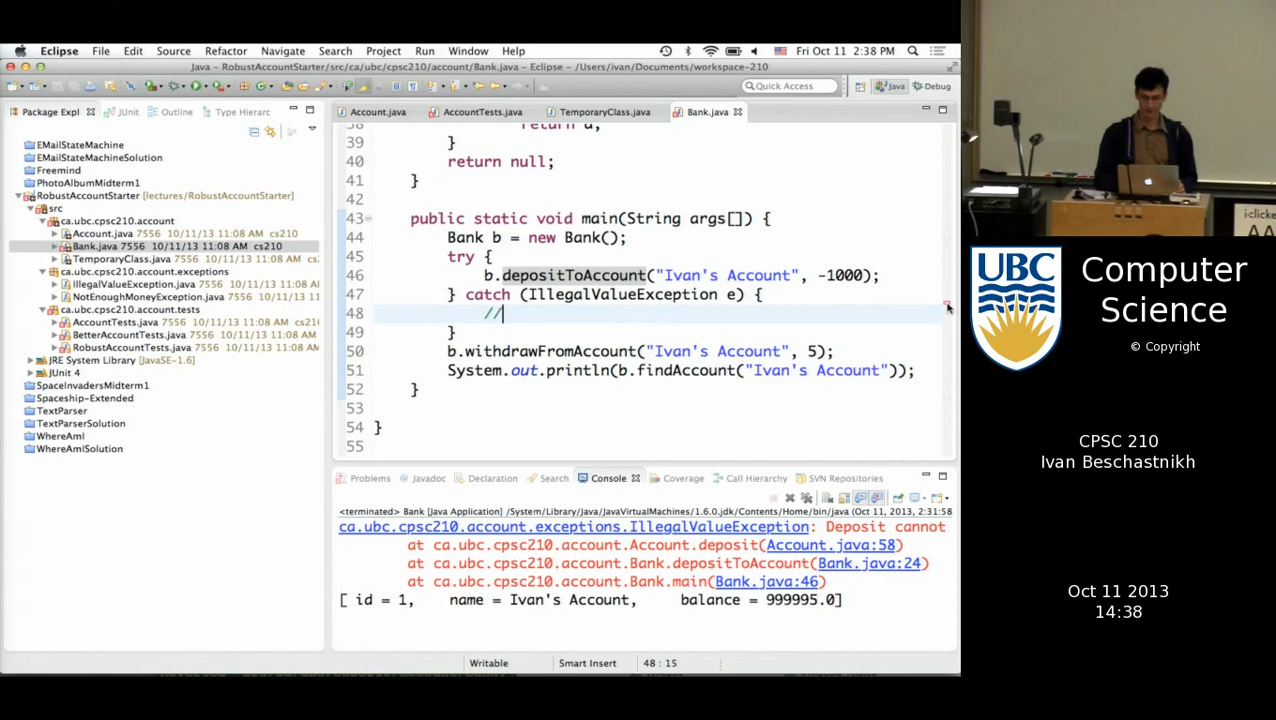 Eclipse File Edit Source Refactor Navigate Search Project Run Window Help Fri Oct 11 2:38 PM
Java - RobustAccountStarter/src/ca/ubc/cpsc210/account/Bank.java - Eclipse - /Users/ivan/Documents/workspace-210
Quick Access Java Debug
Package Expl JUnit Outline Type Hierarc
Account.java AccountTests.java TemporaryClass.java Bank.java
EMailStateMachine
EMailStateMachineSolution
Freemind
PhotoAlbumMidterm1
RobustAccountStarter [lectures/RobustAccountStarter]
src
ca.ubc.cpsc210.account
Account.java 7556 10/11/13 11:08 AM cs210
Bank.java 7556 10/11/13 11:08 AM cs210
TemporaryClass.java 7556 10/11/13 11:08 AM
ca.ubc.cpsc210.account.exceptions
IllegalValueException.java 7556 10/11/13
NotEnoughMoneyException.java 7556 10/11
ca.ubc.cpsc210.account.tests
AccountTests.java 7556 10/11/13 11:08 AM
BetterAccountTests.java 7556 10/11/13 11:08
RobustAccountTests.java 7556 10/11/13 11:08
JRE System Library [JavaSE-1.6]
JUnit 4
SpaceInvadersMidterm1
Spaceship-Extended
TextParser
TextParserSolution
WhereAmI
WhereAmISolution
38 return a;
39 }
40 return null;
41 }
42
43 public static void main(String args[]) {
44 Bank b = new Bank();
45 try {
46 b.depositToAccount("Ivan's Account", -1000);
47 } catch (IllegalValueException e) {
48 //
49 }
50 b.withdrawFromAccount("Ivan's Account", 5);
51 System.out.println(b.findAccount("Ivan's Account"));
52 }
53
54 }
55
Problems Javadoc Declaration Search Console Coverage Call Hierarchy SVN Repositories
<terminated> Bank [Java Application] /System/Library/Java/JavaVirtualMachines/1.6.0.jdk/Contents/Home/bin/java (Oct 11, 2013, 2:31:58
ca.ubc.cpsc210.account.exceptions.IllegalValueException: Deposit cannot
at ca.ubc.cpsc210.account.Account.deposit(Account.java:58)
at ca.ubc.cpsc210.account.Bank.depositToAccount(Bank.java:24)
at ca.ubc.cpsc210.account.Bank.main(Bank.java:46)
[ id = 1, name = Ivan's Account, balance = 999995.0]
Writable Smart Insert 48 : 15
UBC
Computer
Science
© Copyright
CPSC 210
Ivan Beschastnikh
Oct 11 2013
14:38